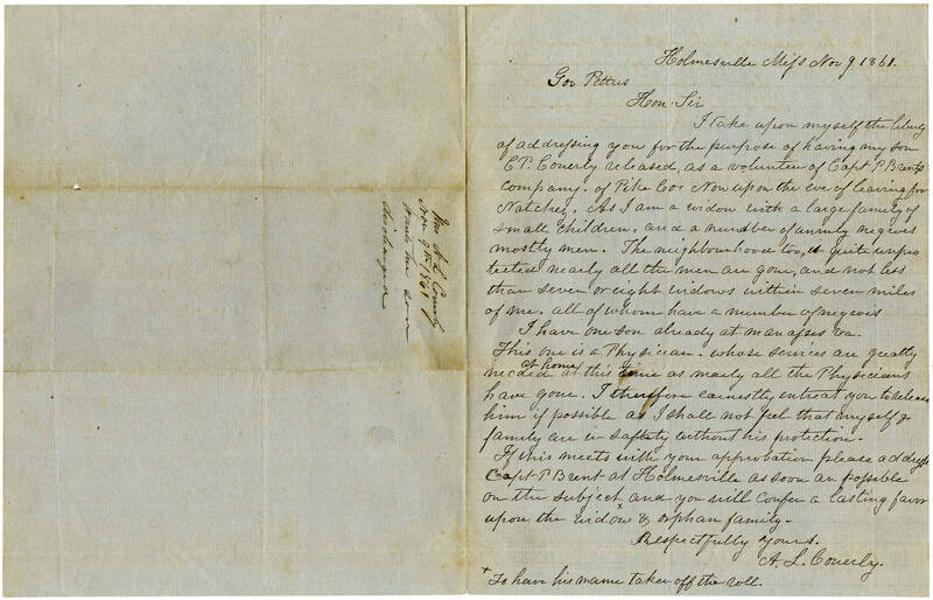 Mrs A L Couerly
Nov 9th 1861
Wants her son
discharged
Holmesville Miss Nov 9 1861.
Gov Pettus
Hon. Sir
I take upon myself the liberty
of addressing you for the purpose of having my son
C P. Couerly released, as a volunteer of Capt P Brents
company. of Pike Co: Now upon the eve of leaving for
Natchez. As I am a widow with a large family of
small children. and a number of unruly negroes
mostly men. The neighbourhood too, is quite unpro
tected nearly all the men are gone, and not less
than seven or eight widows within seven miles
of me. all of whom have a number of negroes
I have one son already at Manasses Va.
This one is a Physician. whose services are greatly
needed at home at this time as nearly all the Physicians
have gone. I therefore earnestly entreat you to release
him if possible as I shall not feel that myself &
family are in safety without his protection.
If this meets with your approbation please address
Capt P Brent at Holmesville as soon as possible
on the subject and you will confer a lasting favor
upon the widow & orphan family.
Respectfully yours.
A. L. Couerly.
+ To have his name taken off the roll.